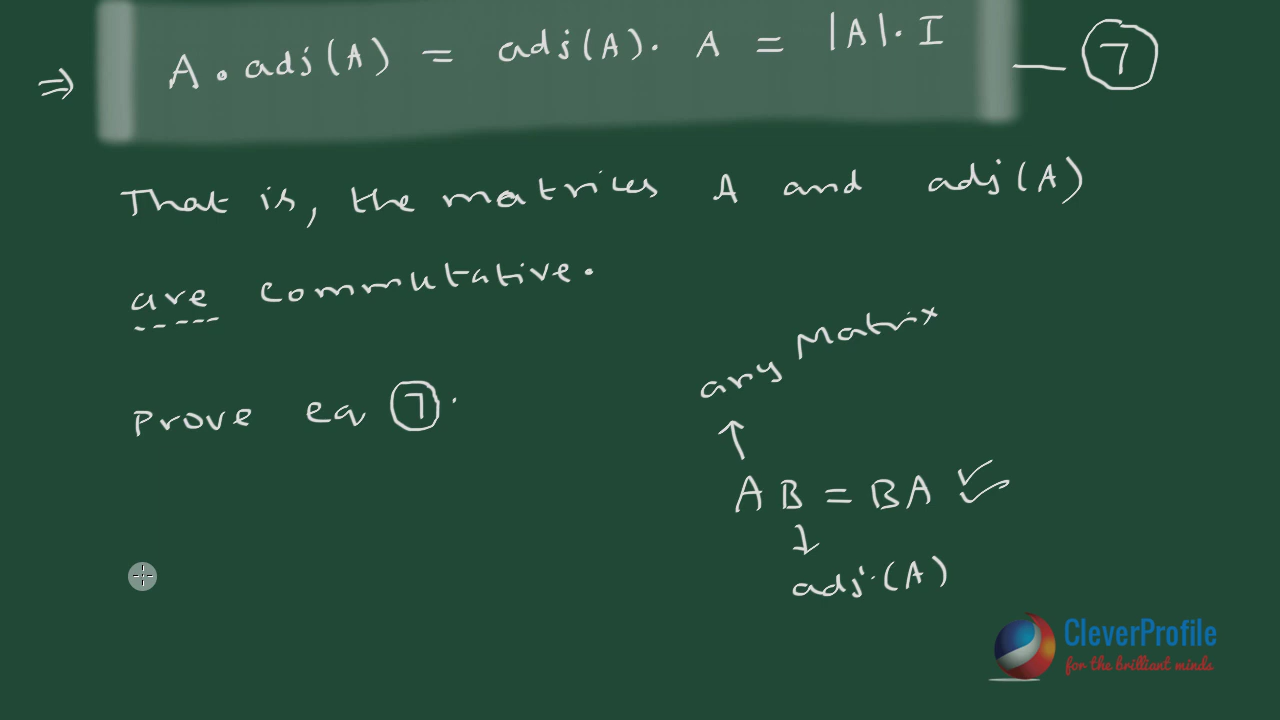 ⇒ A . adj(A) = adj(A) . A = |A| . I — 7
That is, the matrices A and adj(A)
are commutative.
any Matrix
Prove eq 7 .
↑
A B = BA ✓
↓
adj.(A)
CleverProfile
for the brilliant minds